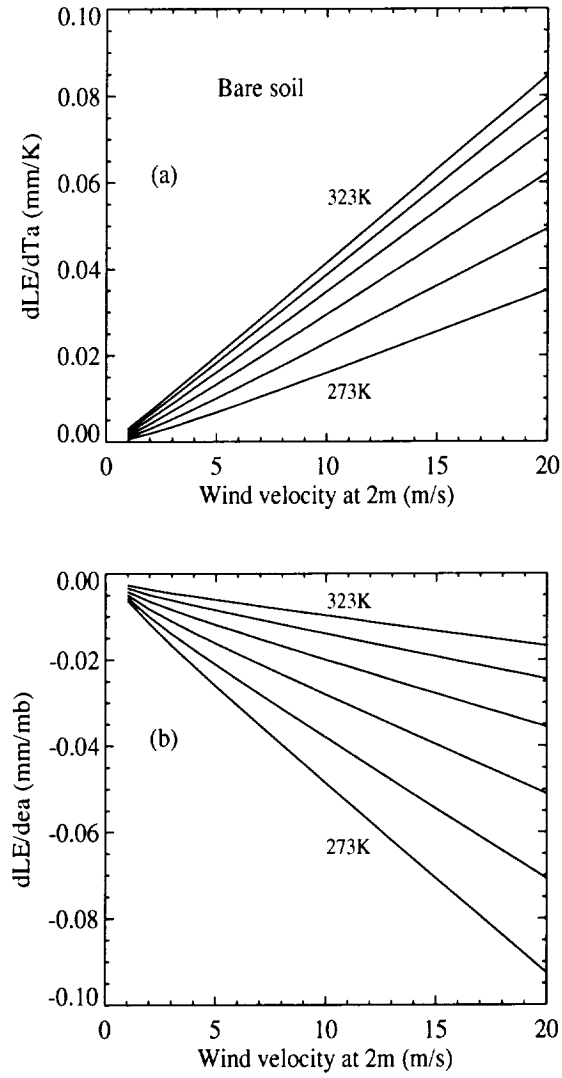 0.10
0.08
0.06
0.04
0.02
0.00
dLE/dTa (mm/K)
Bare soil
(a)
323K
273K
0
5
10
15
20
Wind velocity at 2m (m/s)
0.00
-0.02
-0.04
-0.06
-0.08
-0.10
dLE/dea (mm/mb)
323K
(b)
273K
0
5
10
15
20
Wind velocity at 2m (m/s)